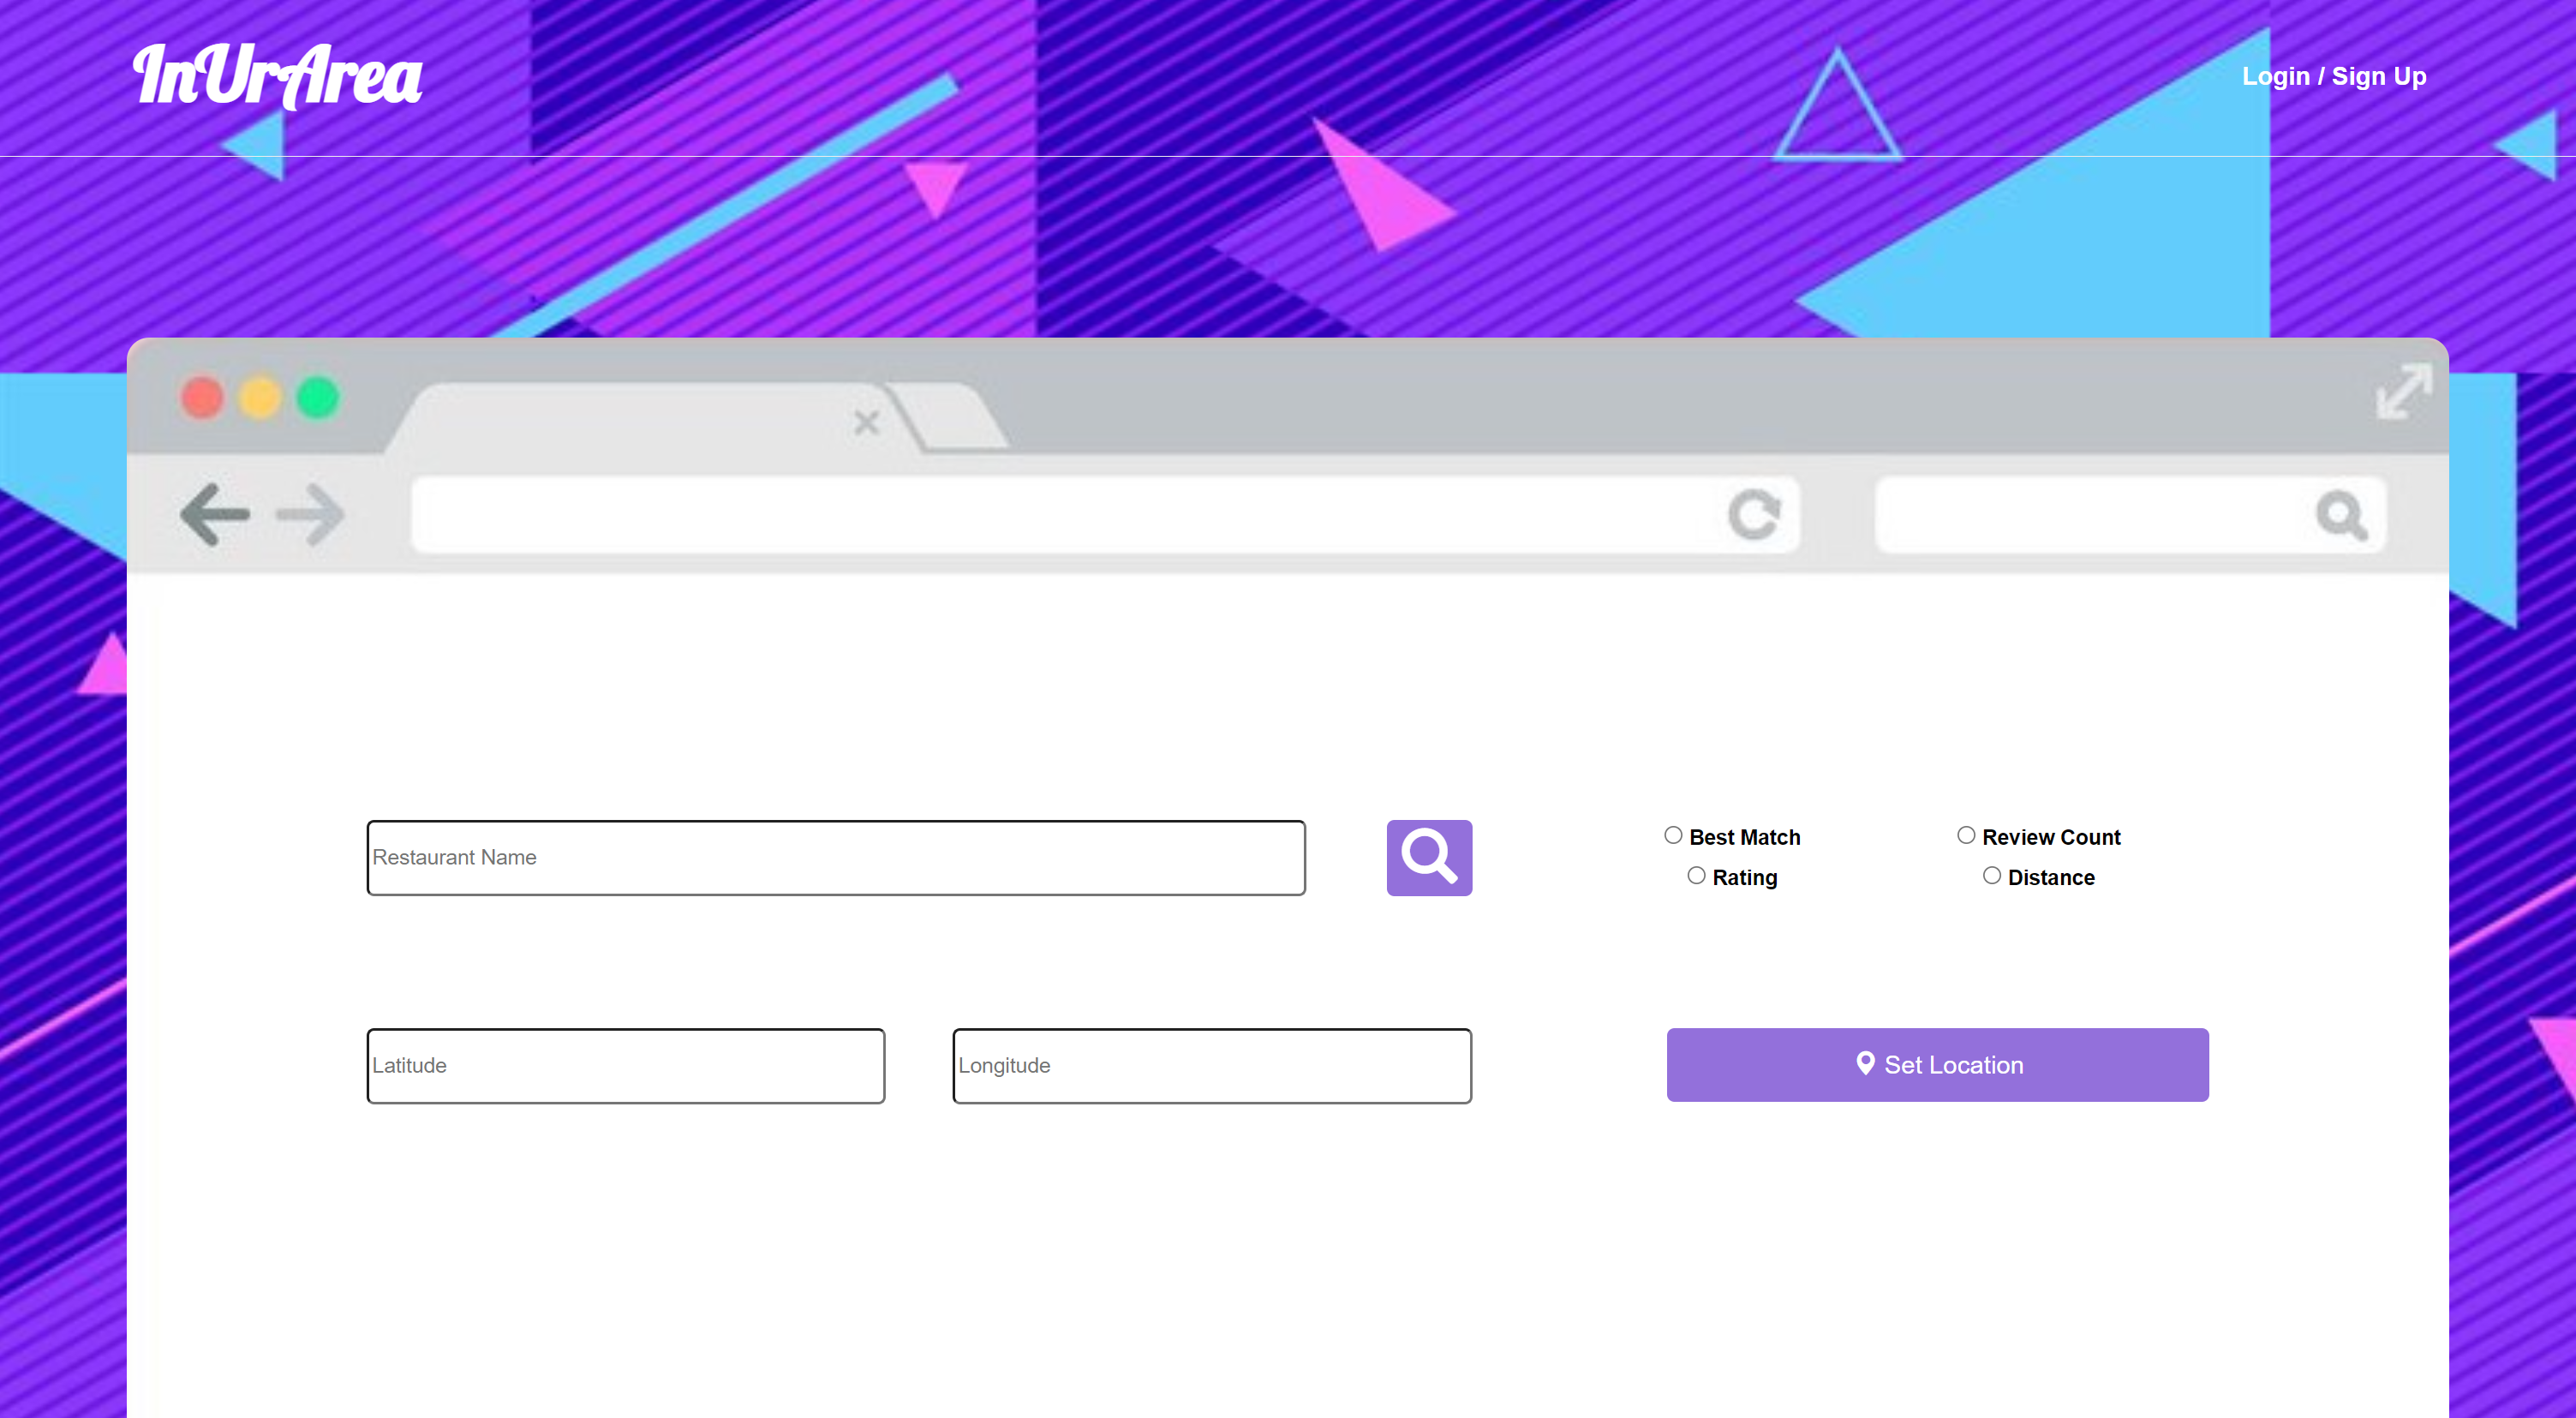 InUrArea
Login / Sign Up
Restaurant Name
Best Match
Review Count
Rating
Distance
Latitude
Longitude
Set Location